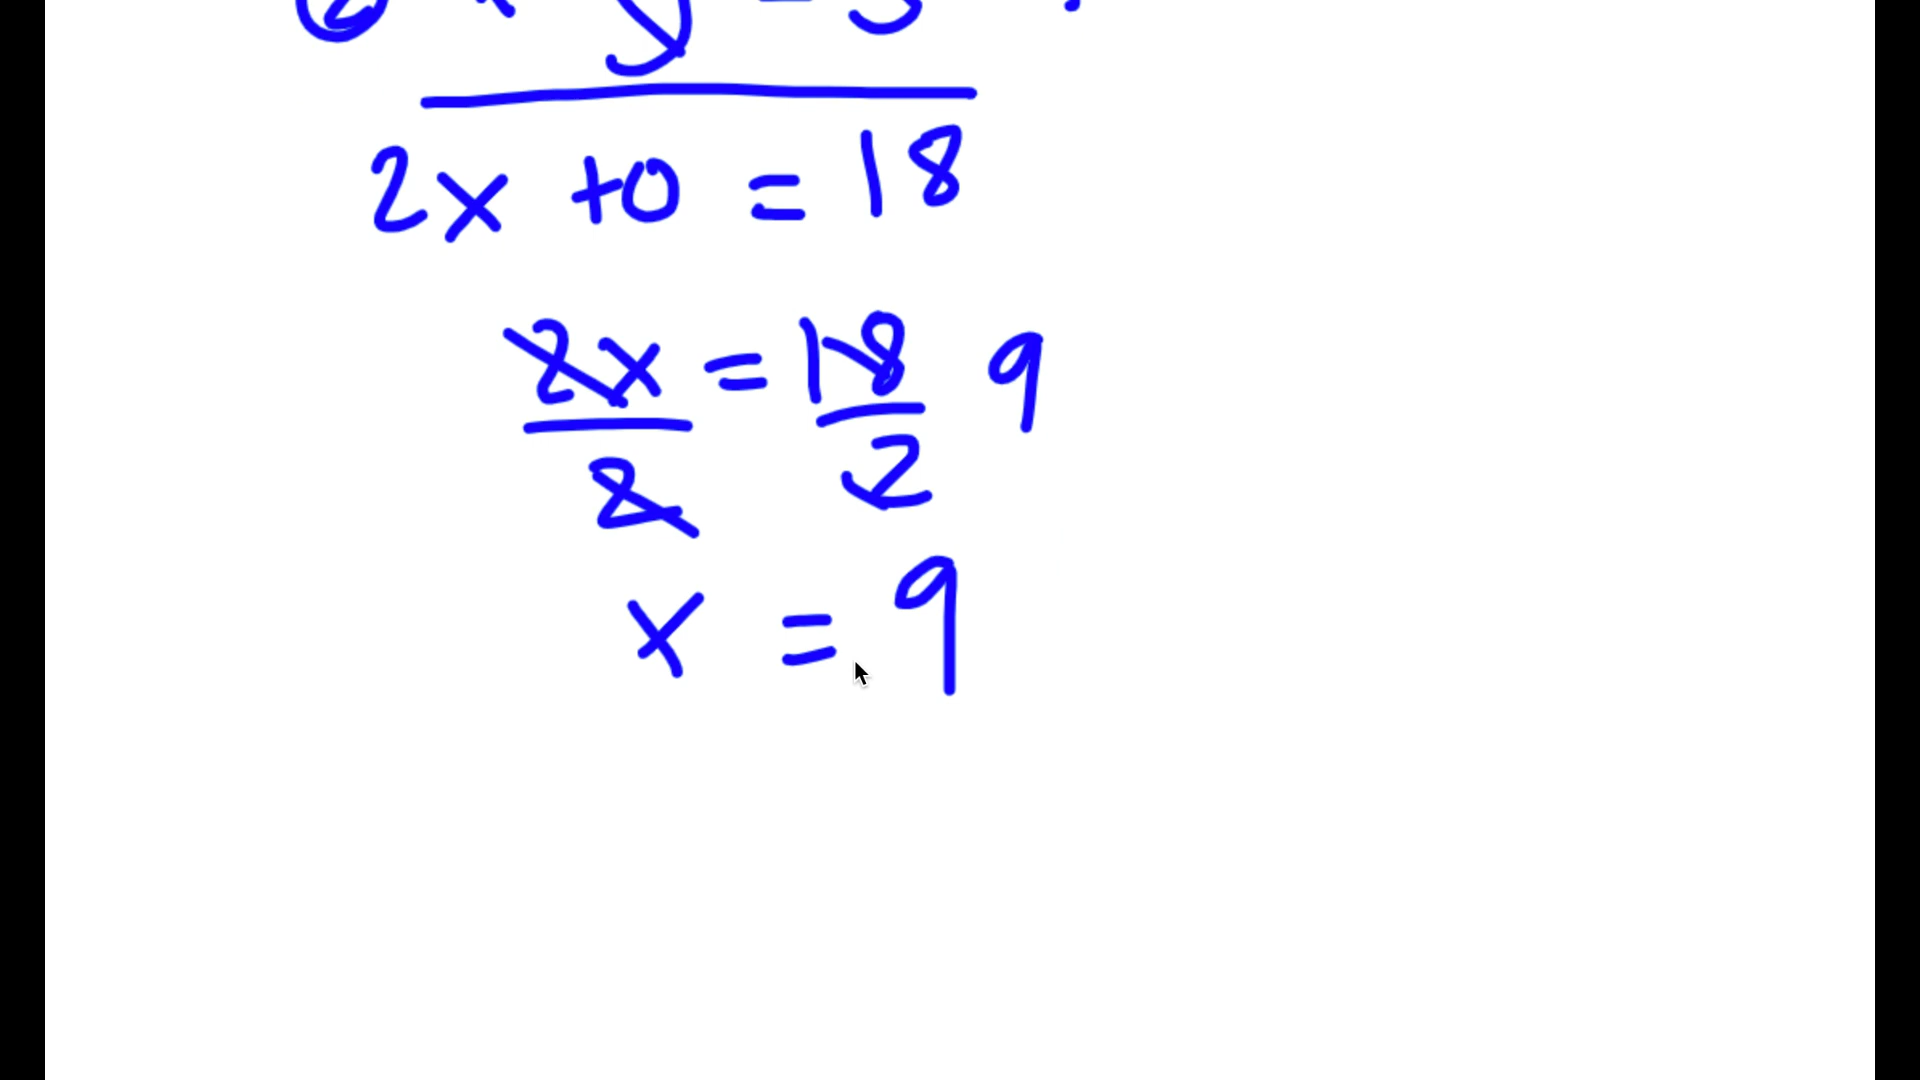 2x +0 = 18
2x = 18 9
2 2
x = 9